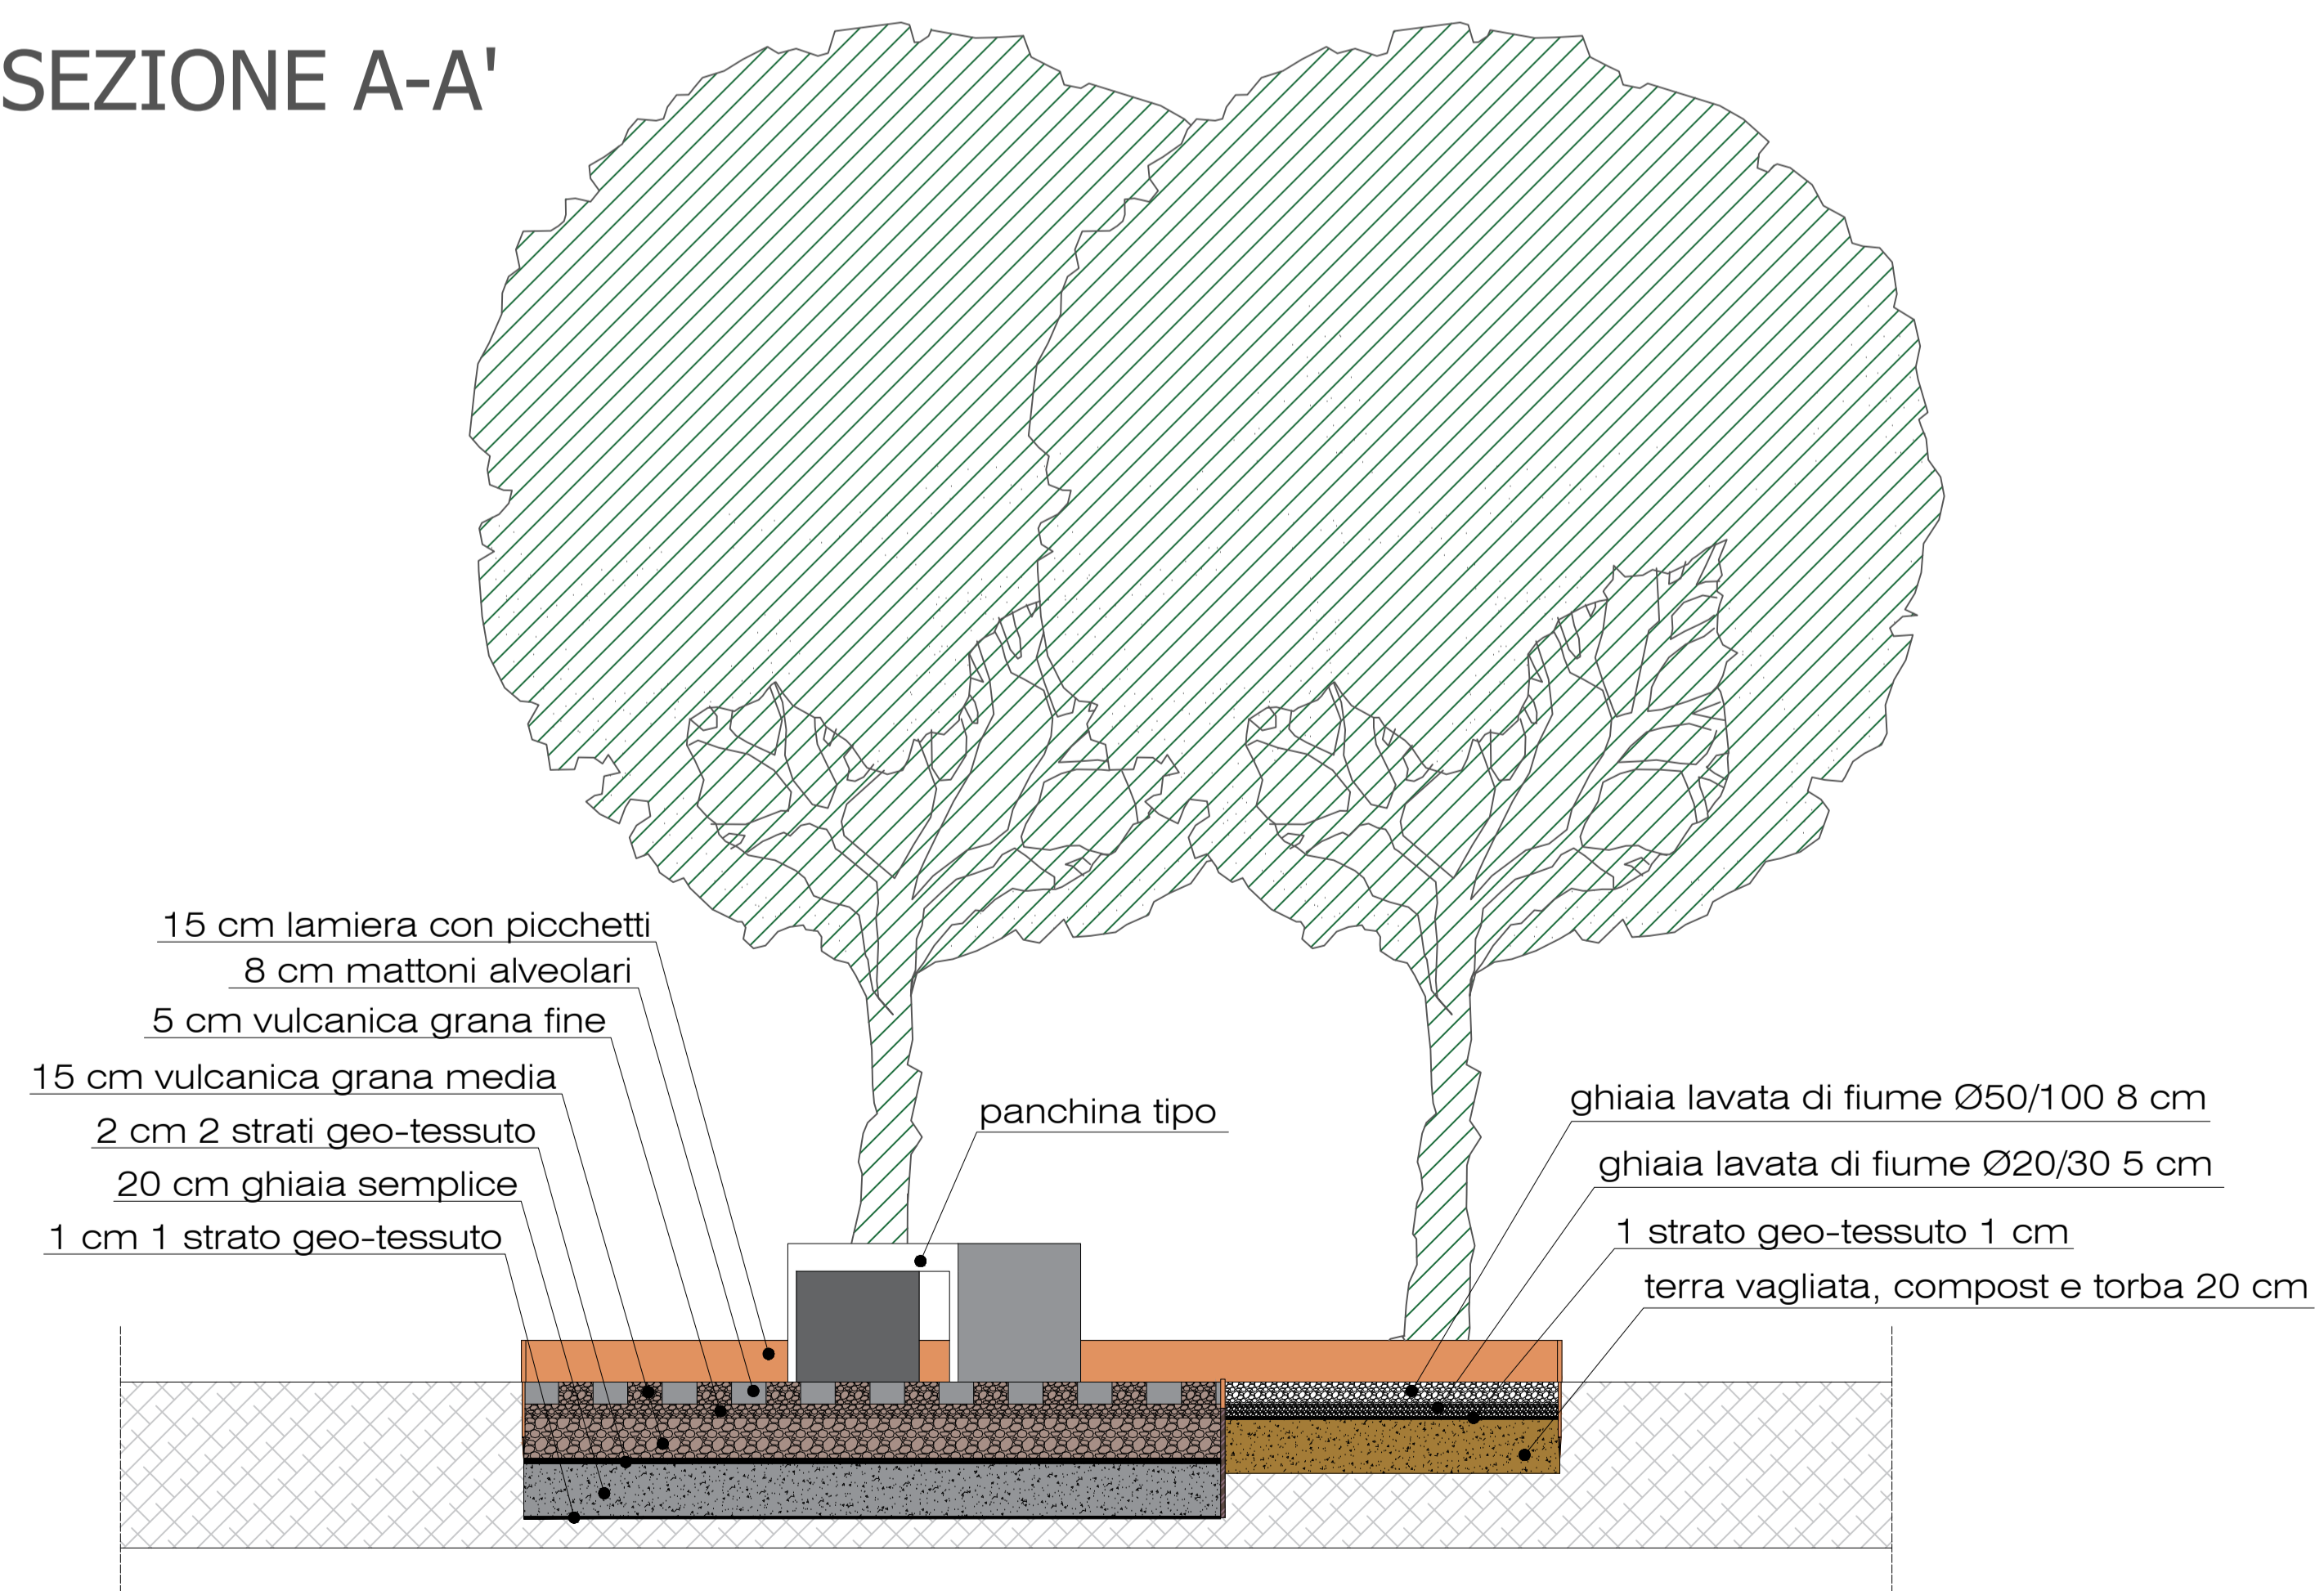 SEZIONE A-A'
15 cm lamiera con picchetti
8 cm mattoni alveolari
5 cm vulcanica grana fine
15 cm vulcanica grana media
2 cm 2 strati geo-tessuto
20 cm ghiaia semplice
1 cm 1 strato geo-tessuto
panchina tipo
ghiaia lavata di fiume Ø50/100 8 cm
ghiaia lavata di fiume Ø20/30 5 cm
1 strato geo-tessuto 1 cm
terra vagliata, compost e torba 20 cm